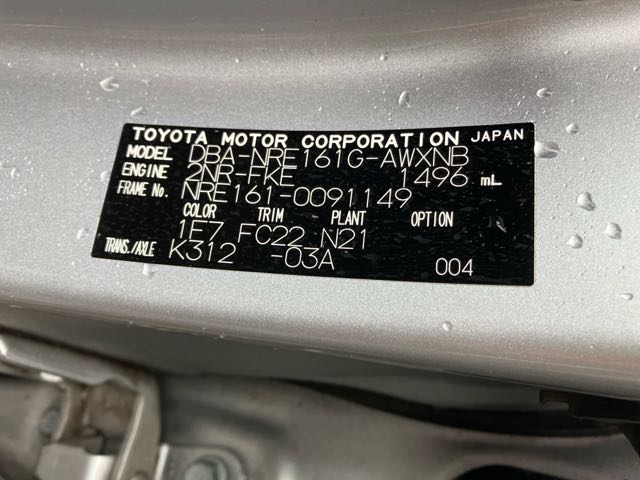 TOYOTA MOTOR CORPORATION JAPAN
MODEL DBA-NRE161G-AWXNB
ENGINE 2NR-FKE 1496 mL
FRAME No. NRE161-0091149
COLOR TRIM PLANT OPTION
1E7 FC22 N21
TRANS./AXLE K312 -03A 004